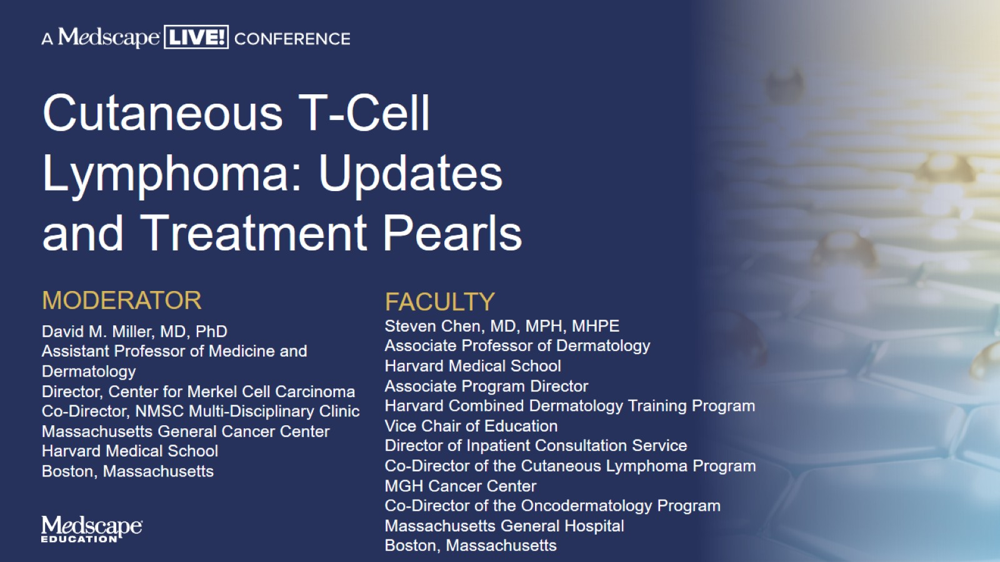 A Medscape LIVE! CONFERENCE
Cutaneous T-Cell
Lymphoma: Updates
and Treatment Pearls
MODERATOR
David M. Miller, MD, PhD
Assistant Professor of Medicine and
Dermatology
Director, Center for Merkel Cell Carcinoma
Co-Director, NMSC Multi-Disciplinary Clinic
Massachusetts General Cancer Center
Harvard Medical School
Boston, Massachusetts
FACULTY
Steven Chen, MD, MPH, MHPE
Associate Professor of Dermatology
Harvard Medical School
Associate Program Director
Harvard Combined Dermatology Training Program
Vice Chair of Education
Director of Inpatient Consultation Service
Co-Director of the Cutaneous Lymphoma Program
MGH Cancer Center
Co-Director of the Oncodermatology Program
Massachusetts General Hospital
Boston, Massachusetts
Medscape
EDUCATION